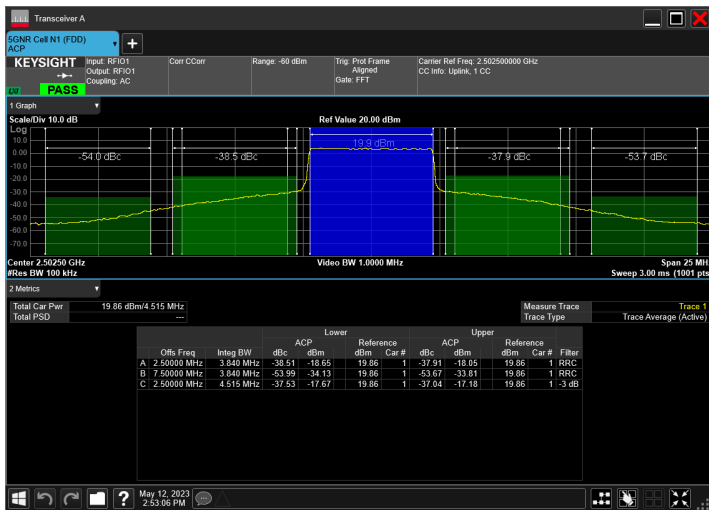 Transceiver A
5GNR Cell N1 (FDD)
ACP
KEYSIGHT
PASS
Input: RFIO1
Output: RFIO1
Coupling: AC
Corr CCorr
Range: -60 dBm
Trig: Prot Frame
Aligned
Gate: FFT
Carrier Ref Freq: 2.502500000 GHz
CC Info: Uplink, 1 CC
1 Graph
Scale/Div 10.0 dB
Ref Value 20.00 dBm
Log
10.0
0.00
-10.0
-20.0
-30.0
-40.0
-50.0
-60.0
-70.0
-54.0 dBc
-38.5 dBc
19.9 dBm
-37.9 dBc
-53.7 dBc
Center 2.50250 GHz
Video BW 1.0000 MHz
Span 25 MH
#Res BW 100 kHz
Sweep 3.00 ms (1001 pts
2 Metrics
Total Car Pwr 19.86 dBm/4.515 MHz
Total PSD ---
Measure Trace Trace 1
Trace Type Trace Average (Active)
Lower Upper
ACP Reference ACP Reference
Offs Freq Integ BW dBc dBm dBm Car # dBc dBm dBm Car # Filter
A 2.50000 MHz 3.840 MHz -38.51 -18.65 19.86 1 -37.91 -18.05 19.86 1 RRC
B 7.50000 MHz 3.840 MHz -53.99 -34.13 19.86 1 -53.67 -33.81 19.86 1 RRC
C 2.50000 MHz 4.515 MHz -37.53 -17.67 19.86 1 -37.04 -17.18 19.86 1 -3 dB
?
May 12, 2023
2:53:06 PM